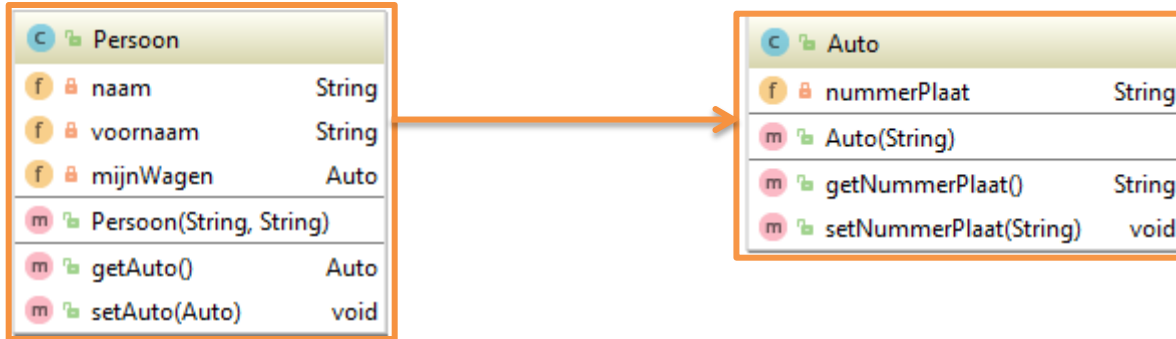 C Persoon
f naam String
f voornaam String
f mijnWagen Auto
m Persoon(String, String)
m getAuto() Auto
m setAuto(Auto) void
C Auto
f nummerPlaat String
m Auto(String)
m getNummerPlaat() String
m setNummerPlaat(String) void